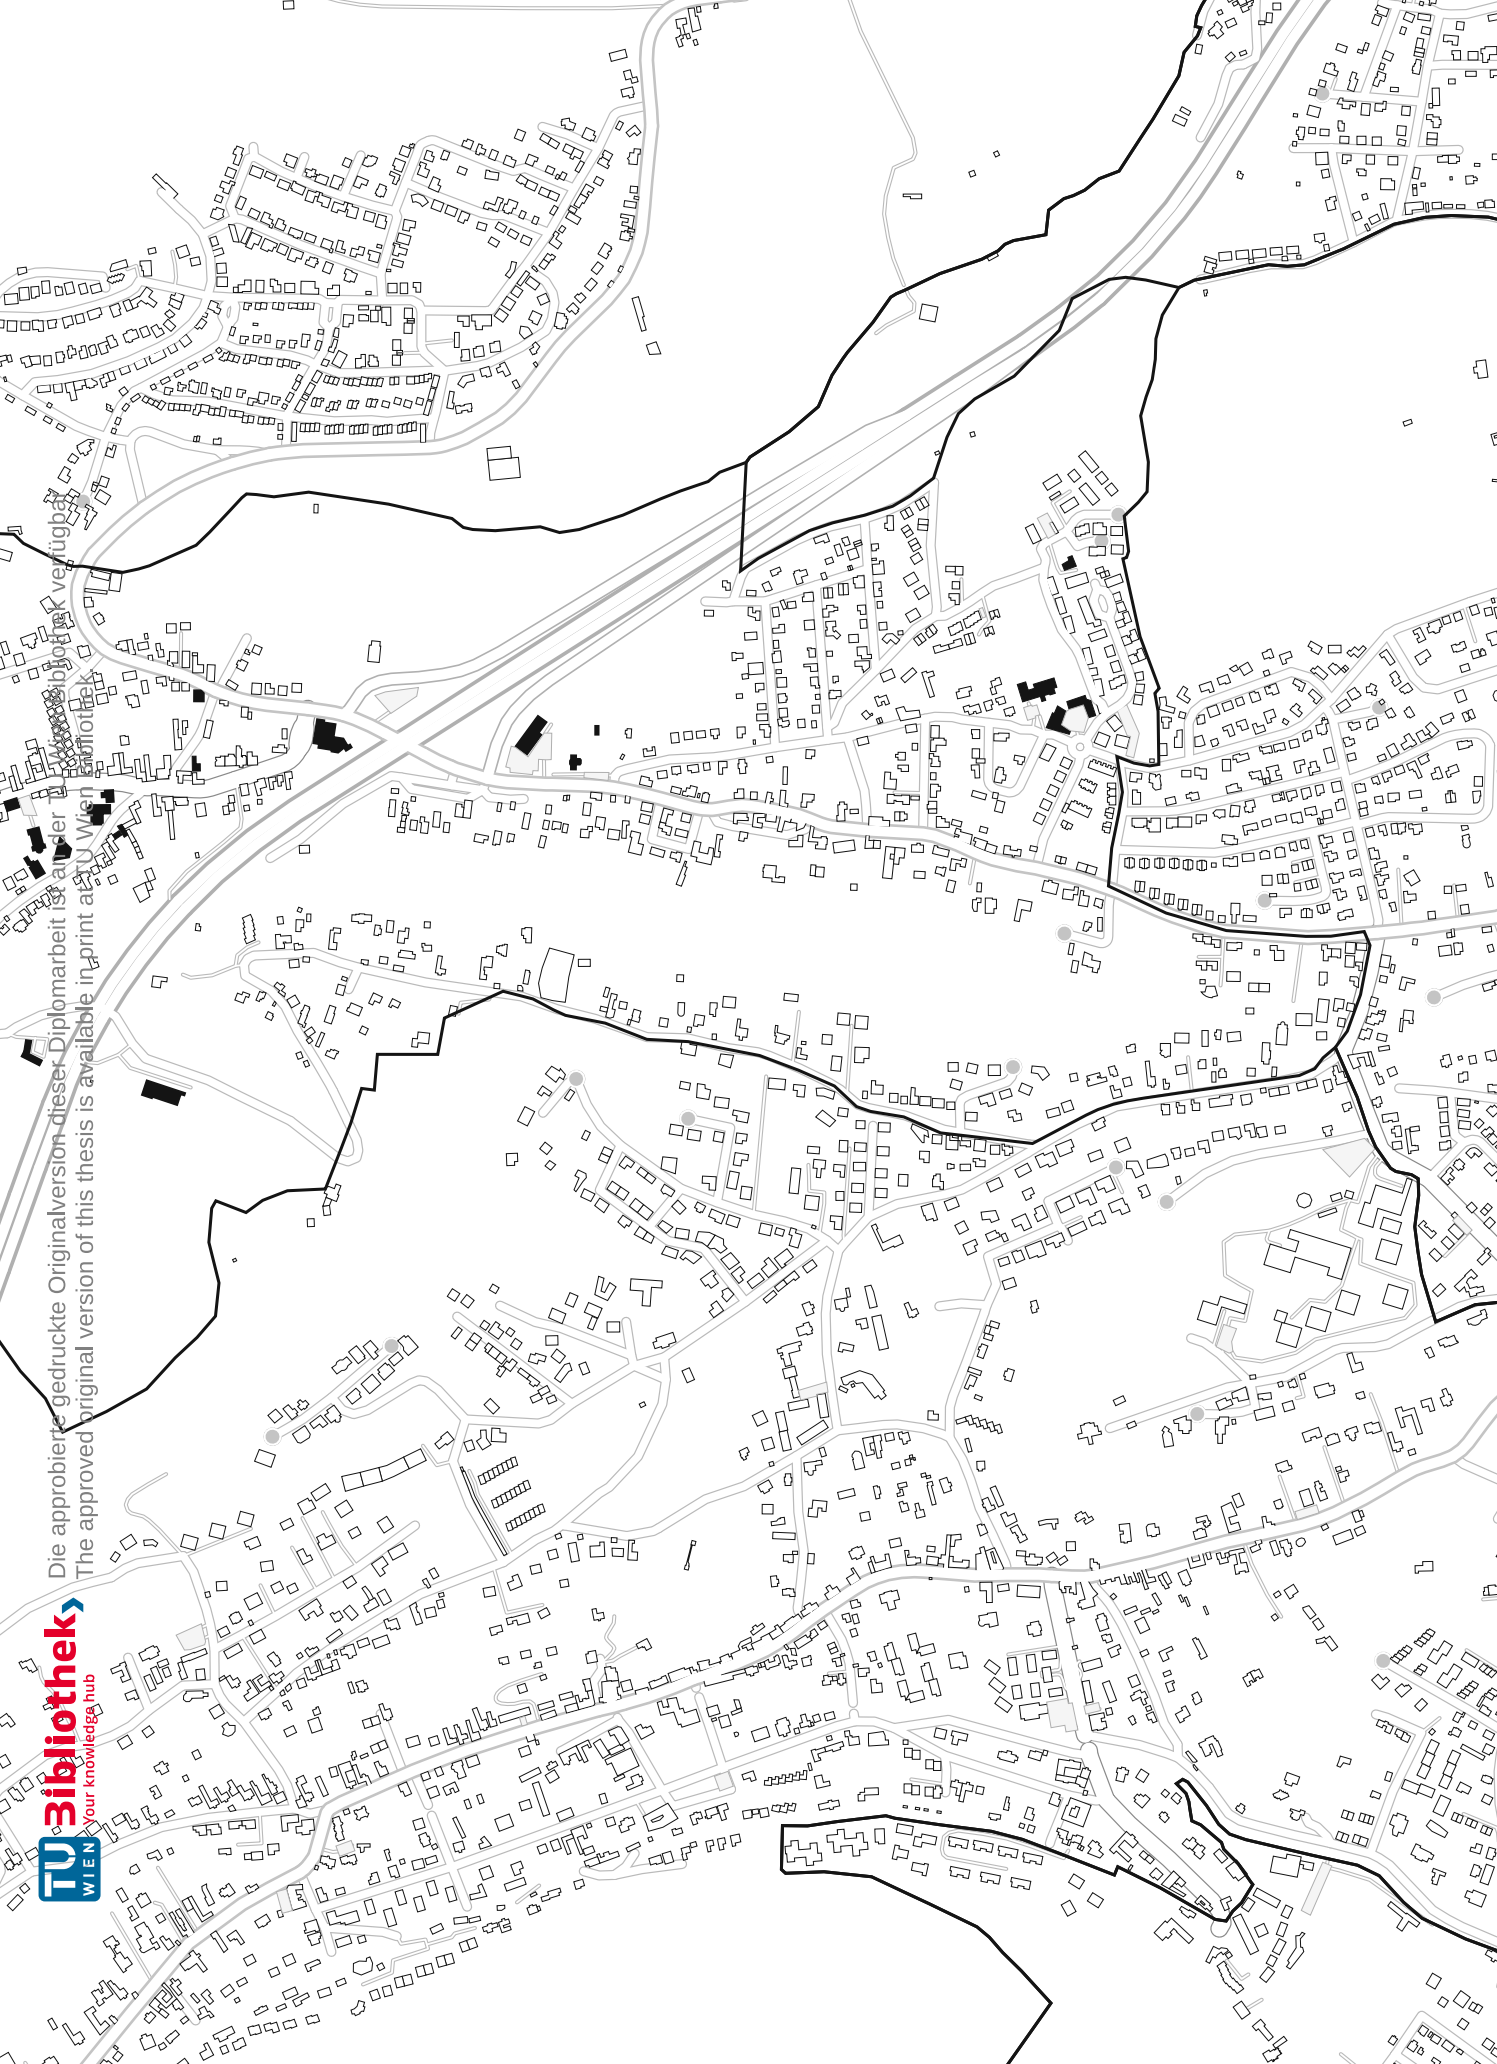 Die approbierte gedruckte Originalversion dieser Diplomarbeit ist an der TU Wien Bibliothek verfügbar
The approved original version of this thesis is available in print at TU Wien Bibliothek.
TU Bibliothek
WIEN Your knowledge hub